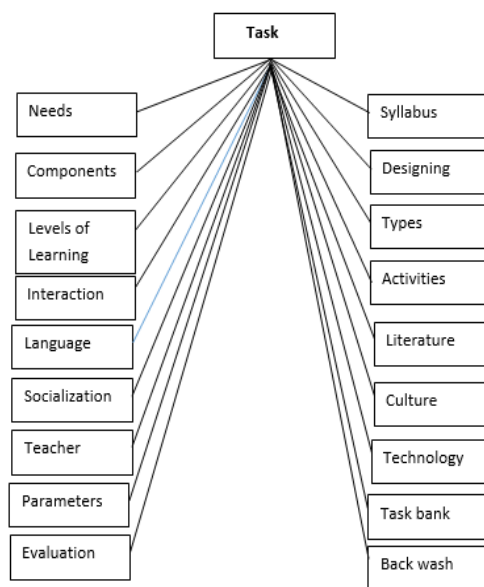 Task
Needs
Components
Levels of
Learning
Interaction
Language
Socialization
Teacher
Parameters
Evaluation
Syllabus
Designing
Types
Activities
Literature
Culture
Technology
Task bank
Back wash